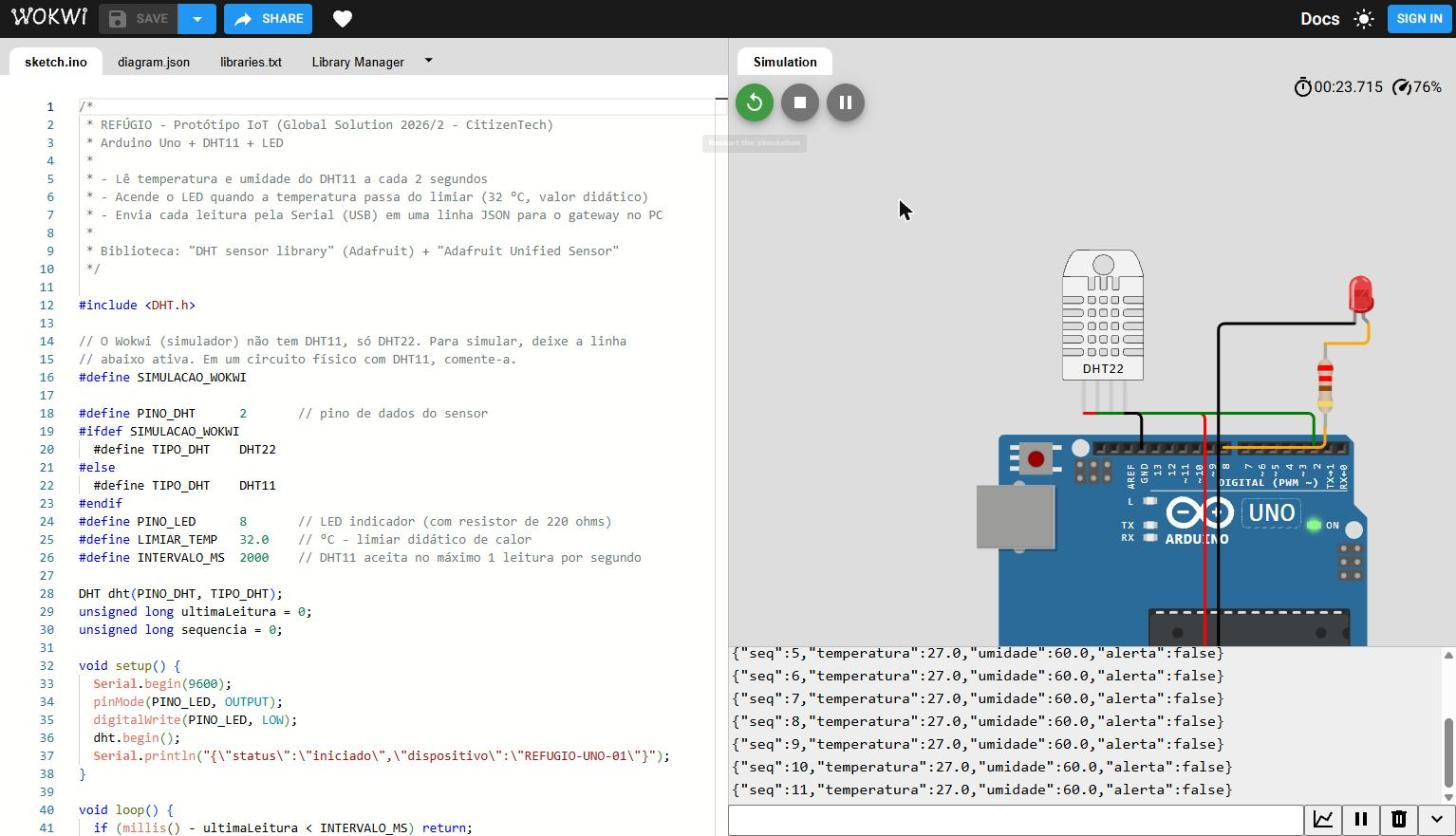 WOKWI
SAVE
SHARE
Docs
SIGN IN
sketch.ino
diagram.json
libraries.txt
Library Manager
1 /*
2 * REFÚGIO - Protótipo IoT (Global Solution 2026/2 - CitizenTech)
3 * Arduino Uno + DHT11 + LED
4 *
5 * - Lê temperatura e umidade do DHT11 a cada 2 segundos
6 * - Acende o LED quando a temperatura passa do limiar (32 °C, valor didático)
7 * - Envia cada leitura pela Serial (USB) em uma linha JSON para o gateway no PC
8 *
9 * Biblioteca: "DHT sensor library" (Adafruit) + "Adafruit Unified Sensor"
10 */
11
12 #include <DHT.h>
13
14 // O Wokwi (simulador) não tem DHT11, só DHT22. Para simular, deixe a linha
15 // abaixo ativa. Em um circuito físico com DHT11, comente-a.
16 #define SIMULACAO_WOKWI
17
18 #define PINO_DHT 2 // pino de dados do sensor
19 #ifdef SIMULACAO_WOKWI
20 #define TIPO_DHT DHT22
21 #else
22 #define TIPO_DHT DHT11
23 #endif
24 #define PINO_LED 8 // LED indicador (com resistor de 220 ohms)
25 #define LIMIAR_TEMP 32.0 // °C - limiar didático de calor
26 #define INTERVALO_MS 2000 // DHT11 aceita no máximo 1 leitura por segundo
27
28 DHT dht(PINO_DHT, TIPO_DHT);
29 unsigned long ultimaLeitura = 0;
30 unsigned long sequencia = 0;
31
32 void setup() {
33 Serial.begin(9600);
34 pinMode(PINO_LED, OUTPUT);
35 digitalWrite(PINO_LED, LOW);
36 dht.begin();
37 Serial.println("{\"status\":\"iniciado\",\"dispositivo\":\"REFUGIO-UNO-01\"}");
38 }
39
40 void loop() {
41 if (millis() - ultimaLeitura < INTERVALO_MS) return;
Simulation
00:23.715 76%
Restart the simulation
DHT22
AREF GND 13 12 ~11 ~10 ~9 8 7 ~6 ~5 4 ~3 2 TX→1 RX←0
DIGITAL (PWM ~)
L
TX
RX
UNO
ON
ARDUINO
{"seq":5,"temperatura":27.0,"umidade":60.0,"alerta":false}
{"seq":6,"temperatura":27.0,"umidade":60.0,"alerta":false}
{"seq":7,"temperatura":27.0,"umidade":60.0,"alerta":false}
{"seq":8,"temperatura":27.0,"umidade":60.0,"alerta":false}
{"seq":9,"temperatura":27.0,"umidade":60.0,"alerta":false}
{"seq":10,"temperatura":27.0,"umidade":60.0,"alerta":false}
{"seq":11,"temperatura":27.0,"umidade":60.0,"alerta":false}